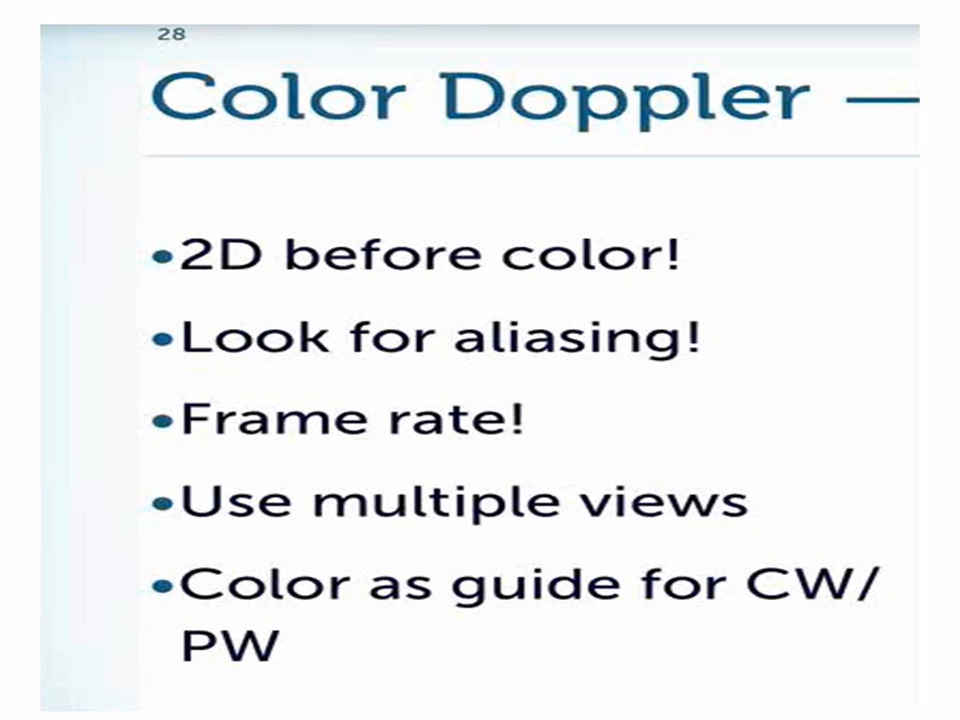 28
Color Doppler —
•2D before color!
•Look for aliasing!
•Frame rate!
•Use multiple views
•Color as guide for CW/
PW